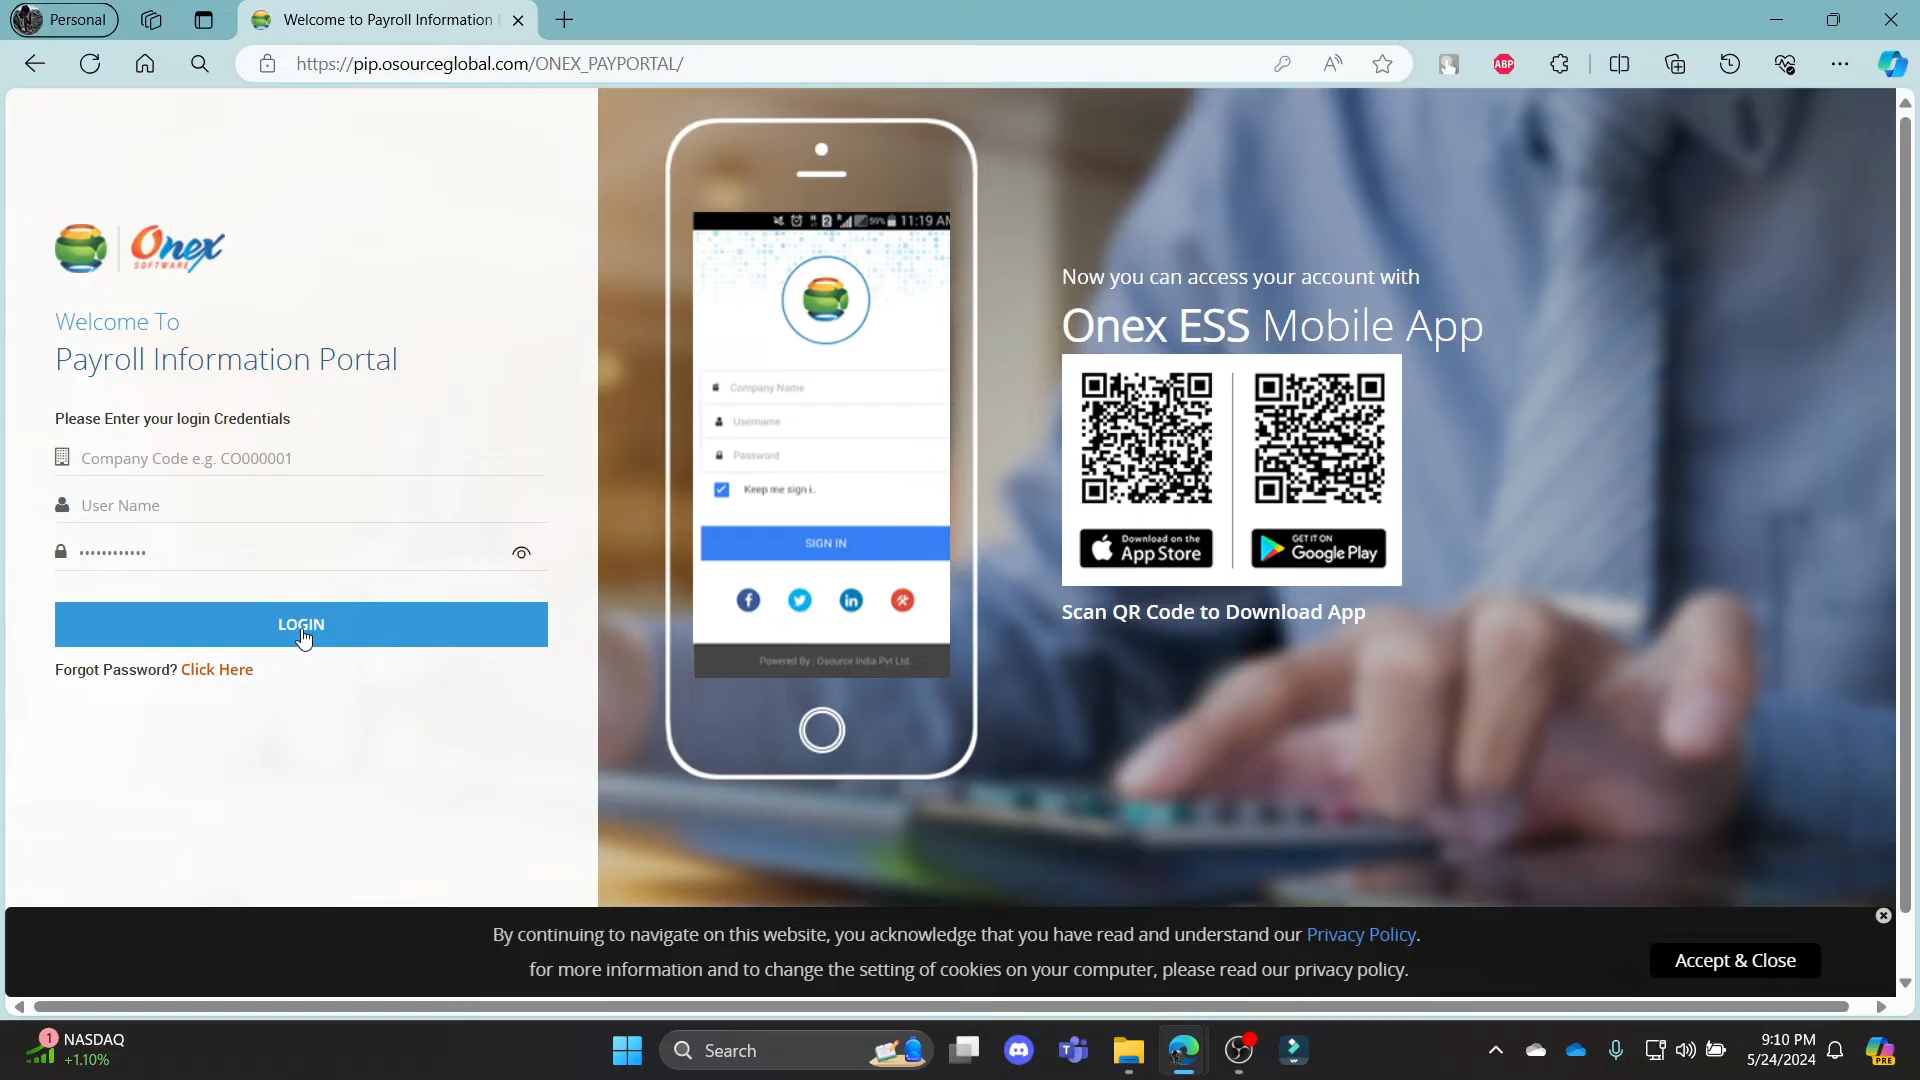 Personal
Welcome to Payroll Information
https://pip.osourceglobal.com/ONEX_PAYPORTAL/
ABP
Onex
SOFTWARE
Welcome To
Payroll Information Portal
Please Enter your login Credentials
Company Code e.g. CO000001
User Name
LOGIN
Forgot Password? Click Here
59% 11:19 AM
Company Name
Username
Password
Keep me sign i..
SIGN IN
Powered By : Osource India Pvt Ltd.
Now you can access your account with
Onex ESS Mobile App
Download on the App Store
GET IT ON Google Play
Scan QR Code to Download App
By continuing to navigate on this website, you acknowledge that you have read and understand our Privacy Policy.
for more information and to change the setting of cookies on your computer, please read our privacy policy.
Accept & Close
1
NASDAQ
+1.10%
Search
9:10 PM
5/24/2024
PRE